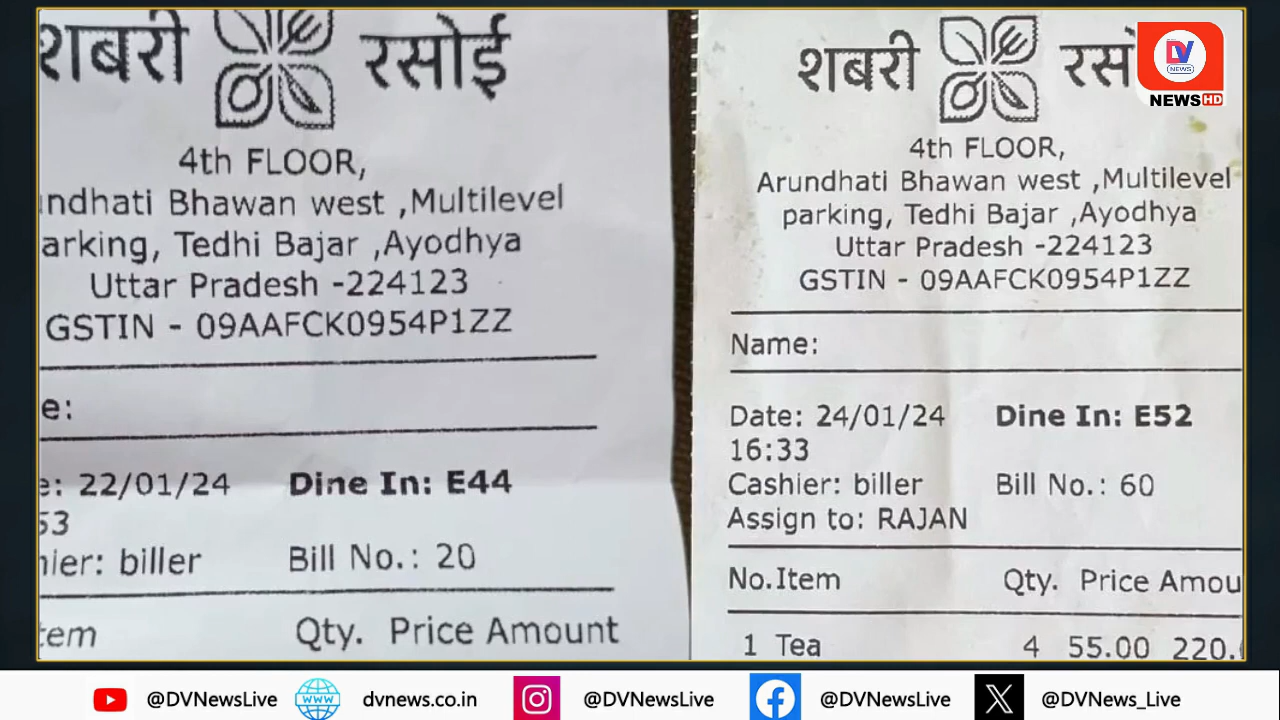 शबरी रसोई
4th FLOOR,
undhati Bhawan west ,Multilevel
arking, Tedhi Bajar ,Ayodhya
Uttar Pradesh -224123
GSTIN - 09AAFCK0954P1ZZ
e:
e: 22/01/24 Dine In: E44
53
nier: biller Bill No.: 20
tem Qty. Price Amount
शबरी रस
4th FLOOR,
Arundhati Bhawan west ,Multilevel
parking, Tedhi Bajar ,Ayodhya
Uttar Pradesh -224123
GSTIN - 09AAFCK0954P1ZZ
Name:
Date: 24/01/24 Dine In: E52
16:33
Cashier: biller Bill No.: 60
Assign to: RAJAN
No.Item Qty. Price Amou
1 Tea 4 55.00 220.
DV
NEWS
NEWS HD
@DVNewsLive dvnews.co.in @DVNewsLive @DVNewsLive @DVNews_Live